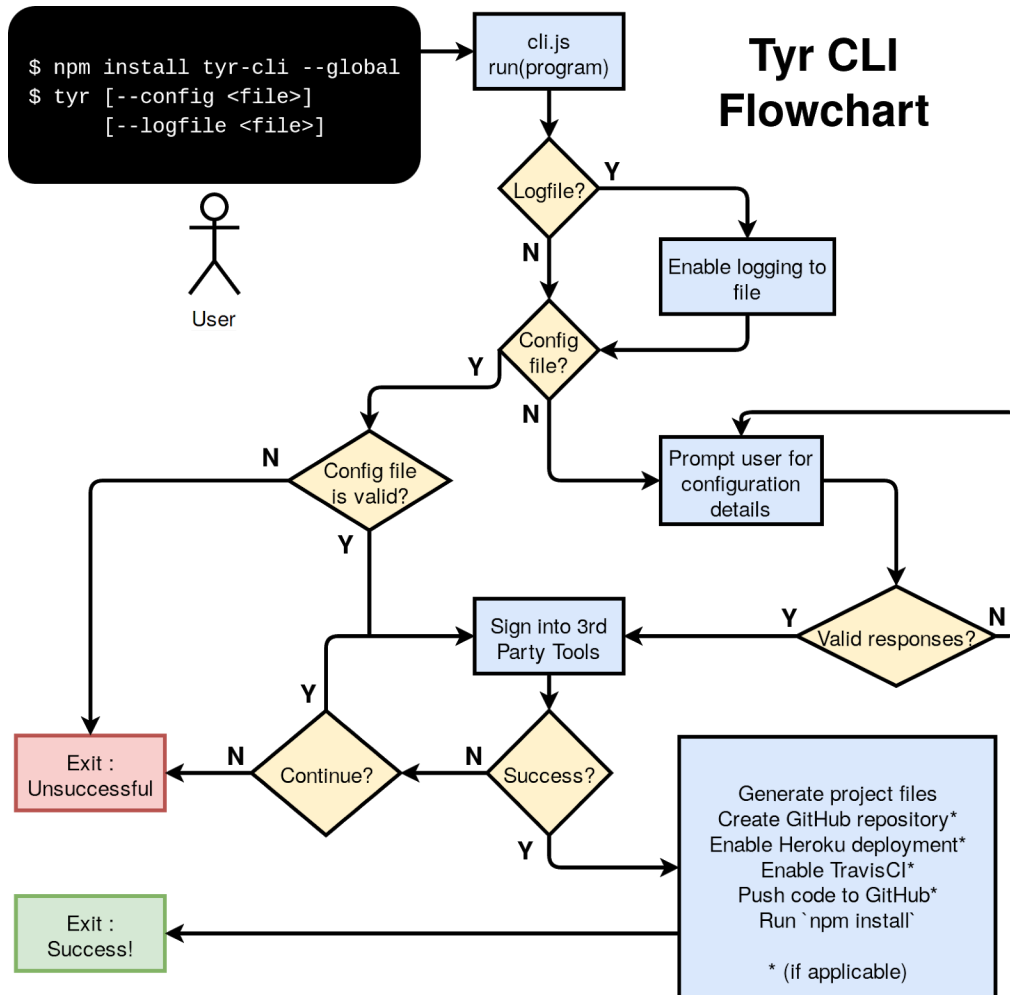 $ npm install tyr-cli --global
$ tyr [--config <file>]
[--logfile <file>]
User
cli.js
run(program)
Tyr CLI
Flowchart
Logfile?
Y
N
Enable logging to
file
Config
file?
Y
N
Config file
is valid?
N
Y
Prompt user for
configuration
details
Valid responses?
Y
N
Sign into 3rd
Party Tools
Success?
N
Y
Continue?
Y
N
Exit :
Unsuccessful
Generate project files
Create GitHub repository*
Enable Heroku deployment*
Enable TravisCI*
Push code to GitHub*
Run `npm install`
* (if applicable)
Exit :
Success!